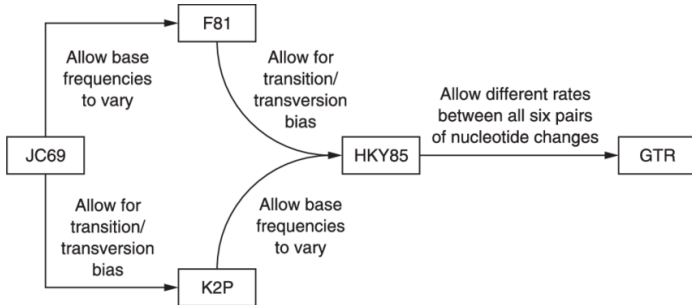 F81
Allow base
frequencies
to vary
Allow for
transition/
transversion
bias
Allow different rates
between all six pairs
of nucleotide changes
JC69
HKY85
GTR
Allow for
transition/
transversion
bias
Allow base
frequencies
to vary
K2P